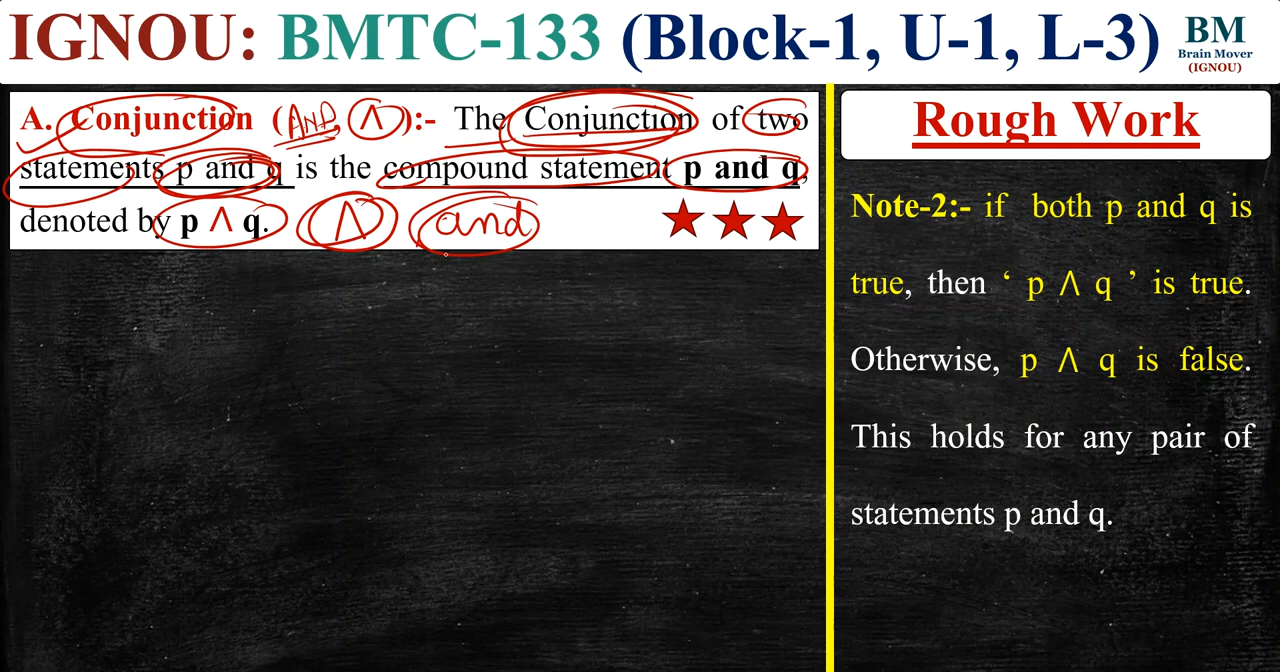 IGNOU: BMTC-133 (Block-1, U-1, L-3)
BM
Brain Mover
(IGNOU)
A. Conjunction (AND, Λ):- The Conjunction of two
statements p and q is the compound statement p and q,
denoted by p Λ q. Λ and
Rough Work
Note-2:- if both p and q is
true, then ‘ p Λ q ’ is true.
Otherwise, p Λ q is false.
This holds for any pair of
statements p and q.